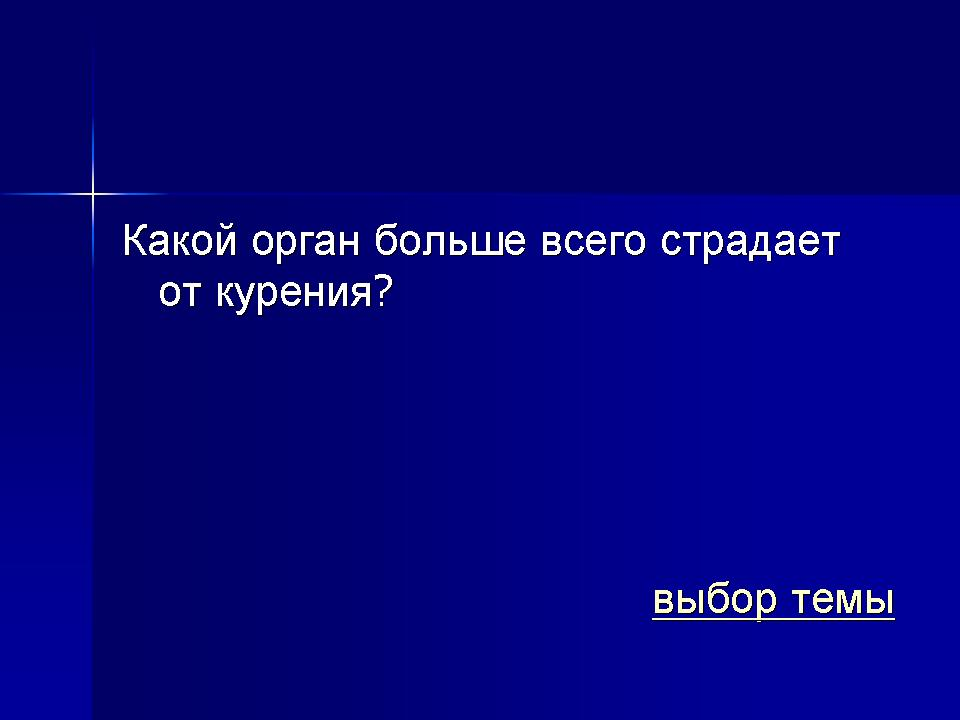 Какой орган больше всего страдает
от курения?
выбор темы